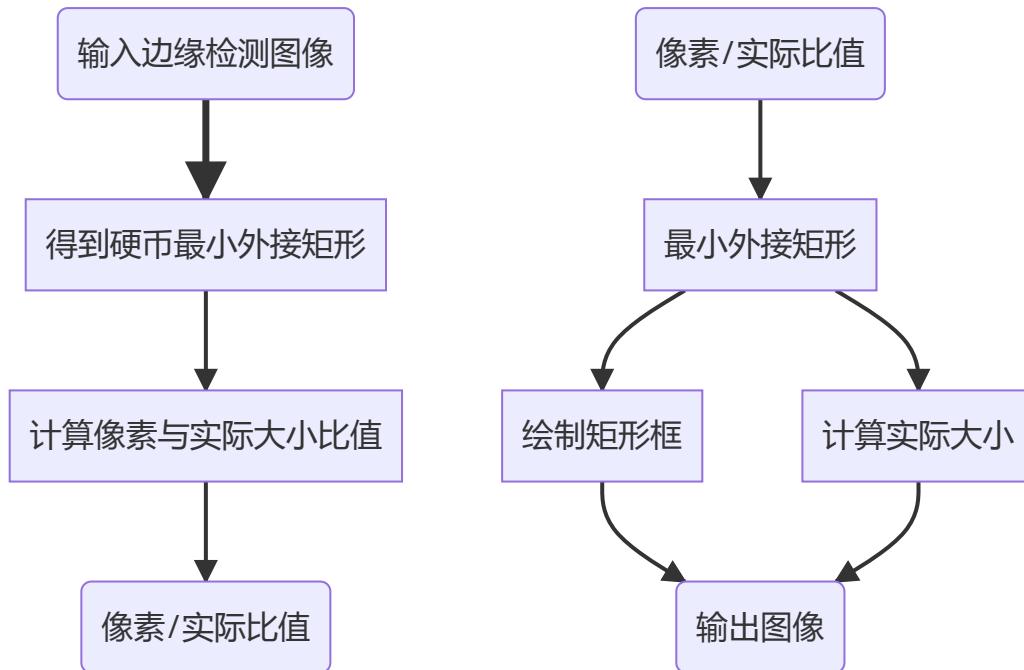 输入边缘检测图像
得到硬币最小外接矩形
计算像素与实际大小比值
像素/实际比值
像素/实际比值
最小外接矩形
绘制矩形框
计算实际大小
输出图像